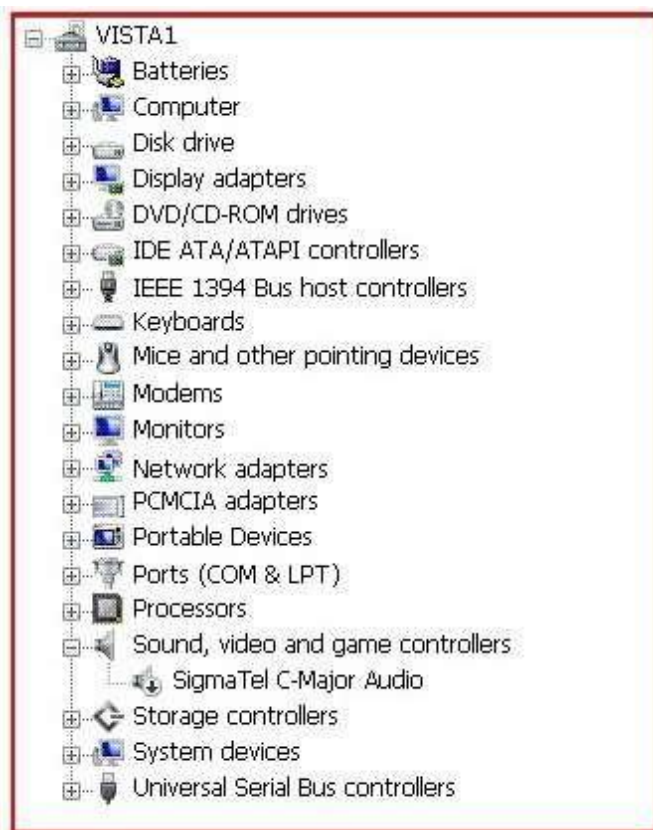 VISTA1
Batteries
Computer
Disk drive
Display adapters
DVD/CD-ROM drives
IDE ATA/ATAPI controllers
IEEE 1394 Bus host controllers
Keyboards
Mice and other pointing devices
Modems
Monitors
Network adapters
PCMCIA adapters
Portable Devices
Ports (COM & LPT)
Processors
Sound, video and game controllers
SigmaTel C-Major Audio
Storage controllers
System devices
Universal Serial Bus controllers